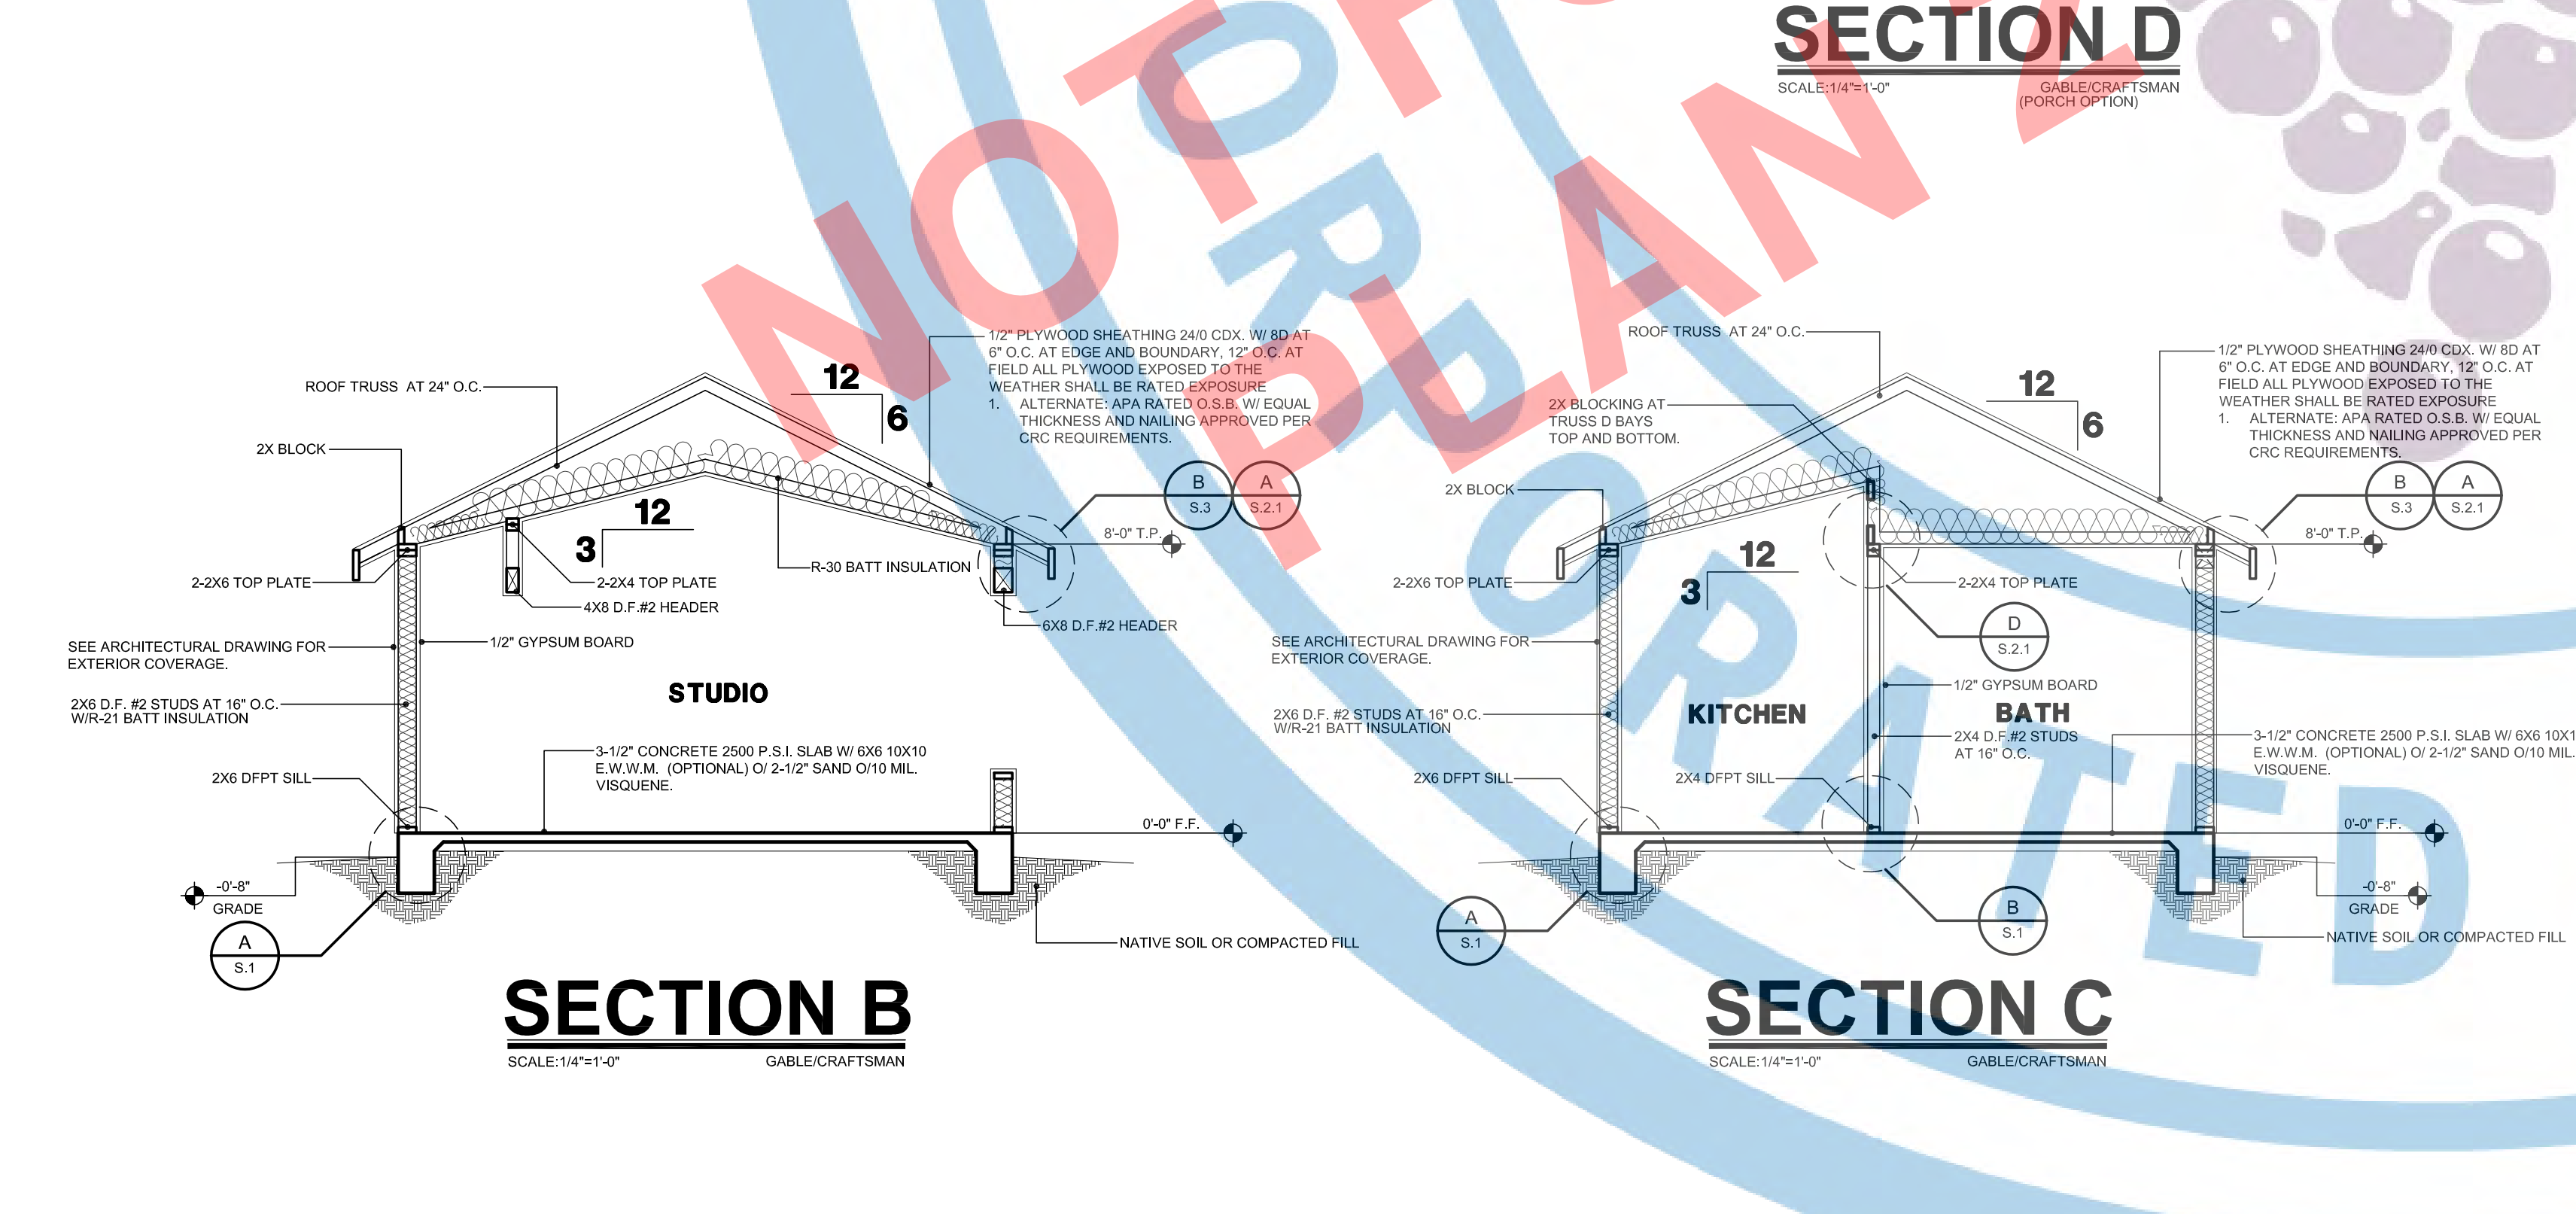 SECTION D
SCALE:1/4"=1'-0" GABLE/CRAFTSMAN
(PORCH OPTION)
ROOF TRUSS AT 24" O.C.
2X BLOCK
2-2X6 TOP PLATE
SEE ARCHITECTURAL DRAWING FOR
EXTERIOR COVERAGE.
2X6 D.F. #2 STUDS AT 16" O.C.
W/R-21 BATT INSULATION
2X6 DFPT SILL
-0'-8"
GRADE
A
S.1
12
6
1/2" PLYWOOD SHEATHING 24/0 CDX. W/ 8D AT
6" O.C. AT EDGE AND BOUNDARY, 12" O.C. AT
FIELD ALL PLYWOOD EXPOSED TO THE
WEATHER SHALL BE RATED EXPOSURE
1. ALTERNATE: APA RATED O.S.B. W/ EQUAL
THICKNESS AND NAILING APPROVED PER
CRC REQUIREMENTS.
B
S.3
A
S.2.1
8'-0" T.P.
12
3
R-30 BATT INSULATION
2-2X4 TOP PLATE
4X8 D.F.#2 HEADER
6X8 D.F.#2 HEADER
1/2" GYPSUM BOARD
STUDIO
3-1/2" CONCRETE 2500 P.S.I. SLAB W/ 6X6 10X10
E.W.W.M. (OPTIONAL) O/ 2-1/2" SAND O/10 MIL.
VISQUENE.
0'-0" F.F.
NATIVE SOIL OR COMPACTED FILL
SECTION B
SCALE:1/4"=1'-0" GABLE/CRAFTSMAN
ROOF TRUSS AT 24" O.C.
2X BLOCKING AT
TRUSS D BAYS
TOP AND BOTTOM.
2X BLOCK
2-2X6 TOP PLATE
SEE ARCHITECTURAL DRAWING FOR
EXTERIOR COVERAGE.
2X6 D.F. #2 STUDS AT 16" O.C.
W/R-21 BATT INSULATION
2X6 DFPT SILL
2X4 DFPT SILL
A
S.1
12
6
1/2" PLYWOOD SHEATHING 24/0 CDX. W/ 8D AT
6" O.C. AT EDGE AND BOUNDARY, 12" O.C. AT
FIELD ALL PLYWOOD EXPOSED TO THE
WEATHER SHALL BE RATED EXPOSURE
1. ALTERNATE: APA RATED O.S.B. W/ EQUAL
THICKNESS AND NAILING APPROVED PER
CRC REQUIREMENTS.
B
S.3
A
S.2.1
8'-0" T.P.
12
3
2-2X4 TOP PLATE
D
S.2.1
1/2" GYPSUM BOARD
KITCHEN
BATH
2X4 D.F.#2 STUDS
AT 16" O.C.
3-1/2" CONCRETE 2500 P.S.I. SLAB W/ 6X6 10X1
E.W.W.M. (OPTIONAL) O/ 2-1/2" SAND O/10 MIL.
VISQUENE.
0'-0" F.F.
-0'-8"
GRADE
B
S.1
NATIVE SOIL OR COMPACTED FILL
SECTION C
SCALE:1/4"=1'-0" GABLE/CRAFTSMAN
NOT
PLAN
ORPORATED